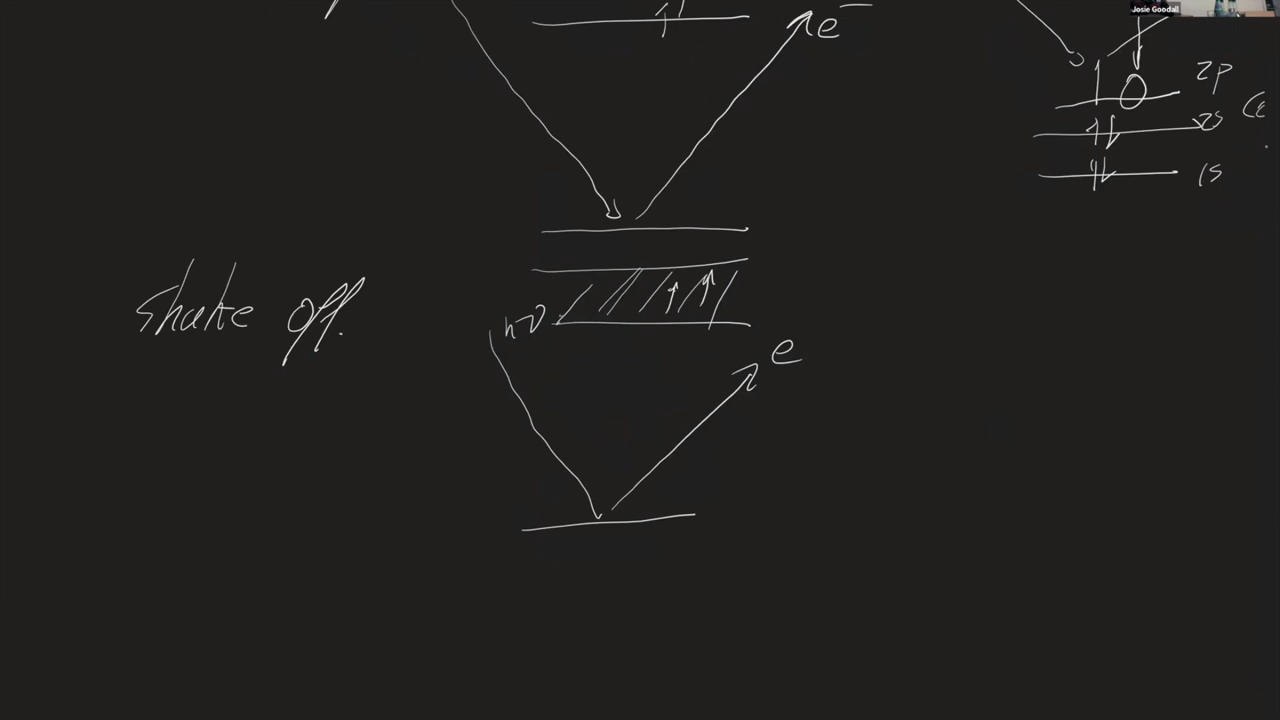 Josie Goodall
e⁻
2p
2s
1s
shake off.
hν
e